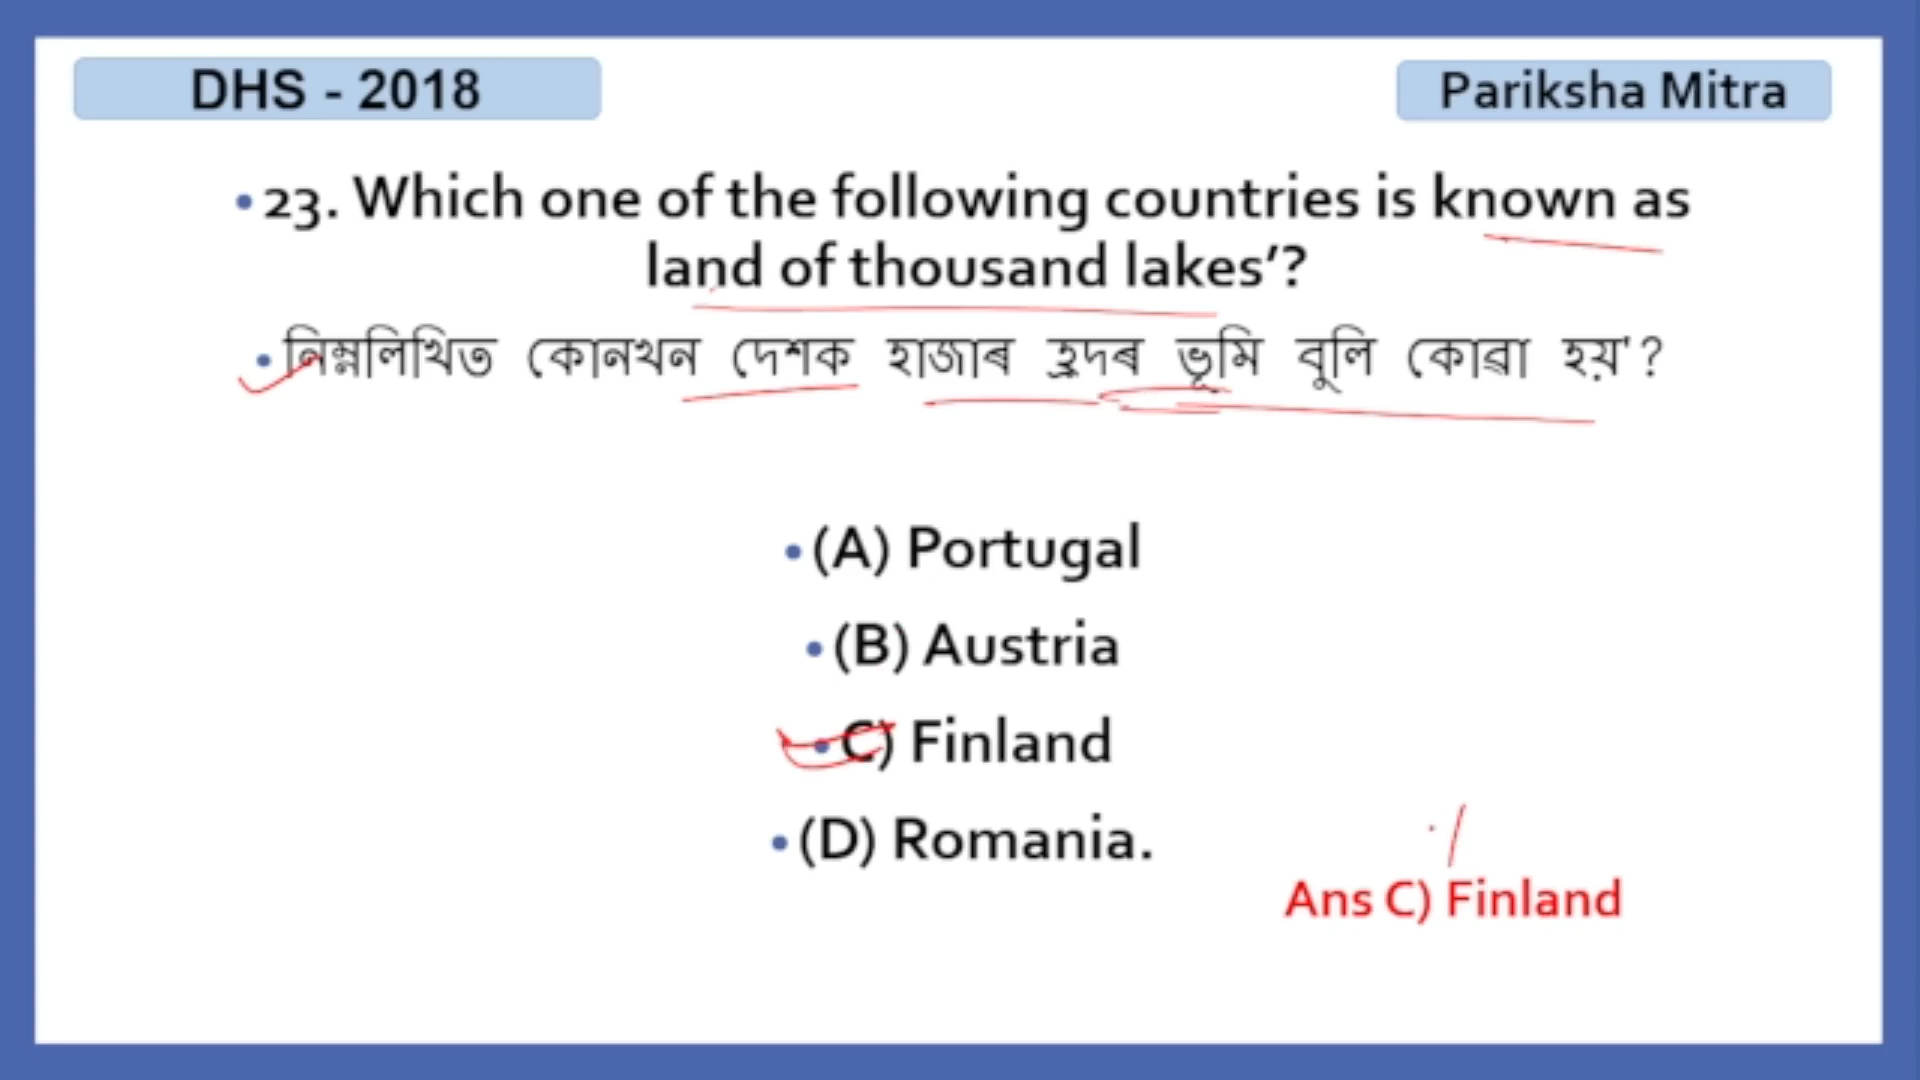 DHS - 2018
Pariksha Mitra
• 23. Which one of the following countries is known as
land of thousand lakes’?
• নিম্নলিখিত কোনখন দেশক হাজাৰ হ্ৰদৰ ভূমি বুলি কোৱা হয়'?
• (A) Portugal
• (B) Austria
• C) Finland
• (D) Romania.
Ans C) Finland